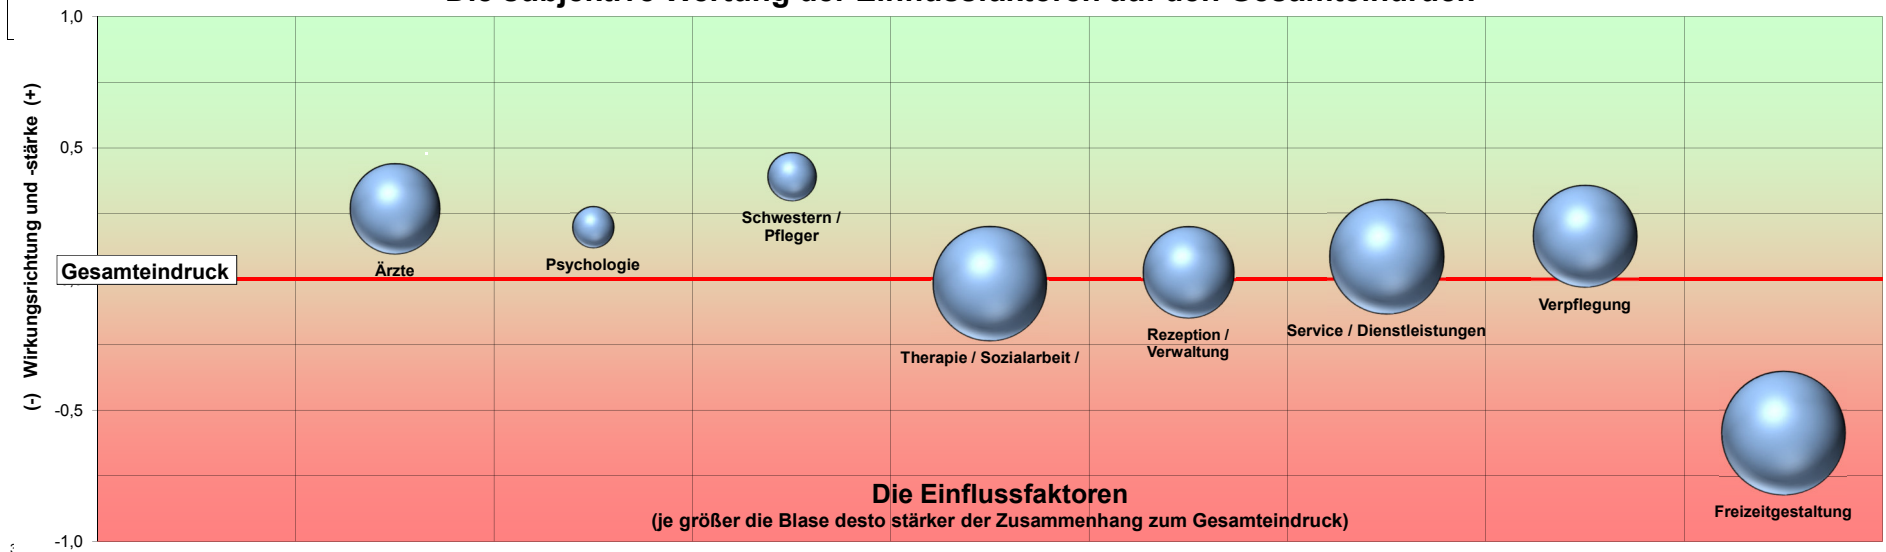 1,0
0,5
-0,5
-1,0
(-) Wirkungsrichtung und -stärke (+)
Gesamteindruck
Ärzte
Psychologie
Schwestern /
Pfleger
Therapie / Sozialarbeit /
Rezeption /
Verwaltung
Service / Dienstleistungen
Verpflegung
Freizeitgestaltung
Die Einflussfaktoren
(je größer die Blase desto stärker der Zusammenhang zum Gesamteindruck)